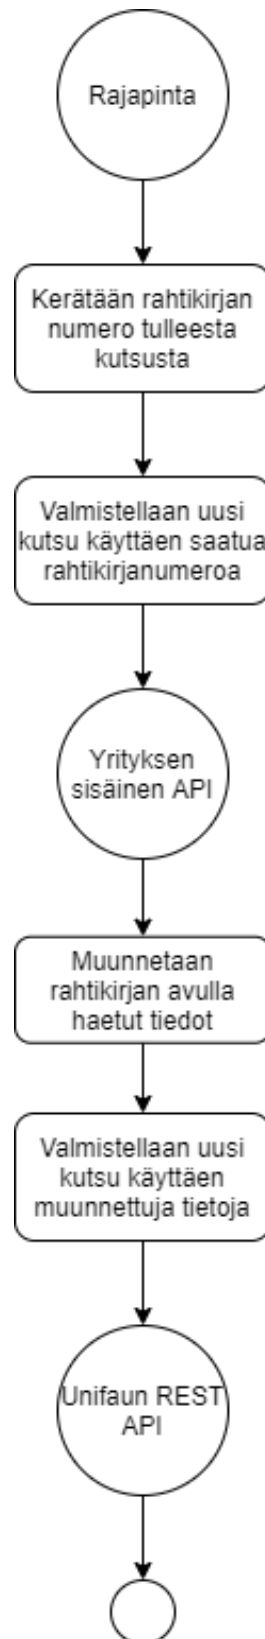 Rajapinta
Kerätään rahtikirjan
numero tulleesta
kutsusta
Valmistellaan uusi
kutsu käyttäen saatua
rahtikirjanumeroa
Yrityksen
sisäinen API
Muunnetaan
rahtikirjan avulla
haetut tiedot
Valmistellaan uusi
kutsu käyttäen
muunnettuja tietoja
Unifaun REST
API